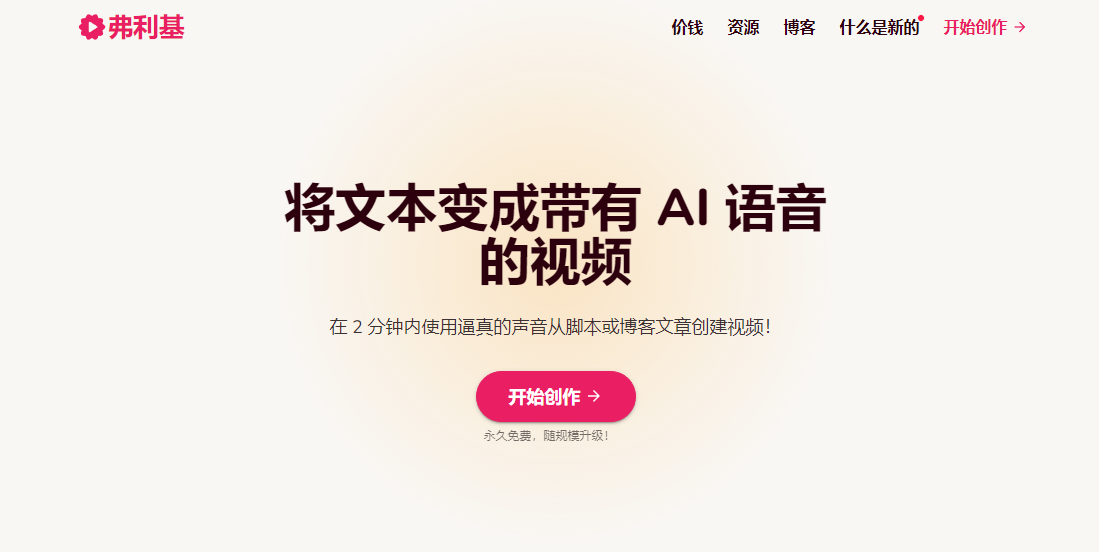 弗利基
价钱 资源 博客 什么是新的 开始创作 →
将文本变成带有 AI 语音
的视频
在 2 分钟内使用逼真的声音从脚本或博客文章创建视频！
开始创作 →
永久免费，随规模升级！